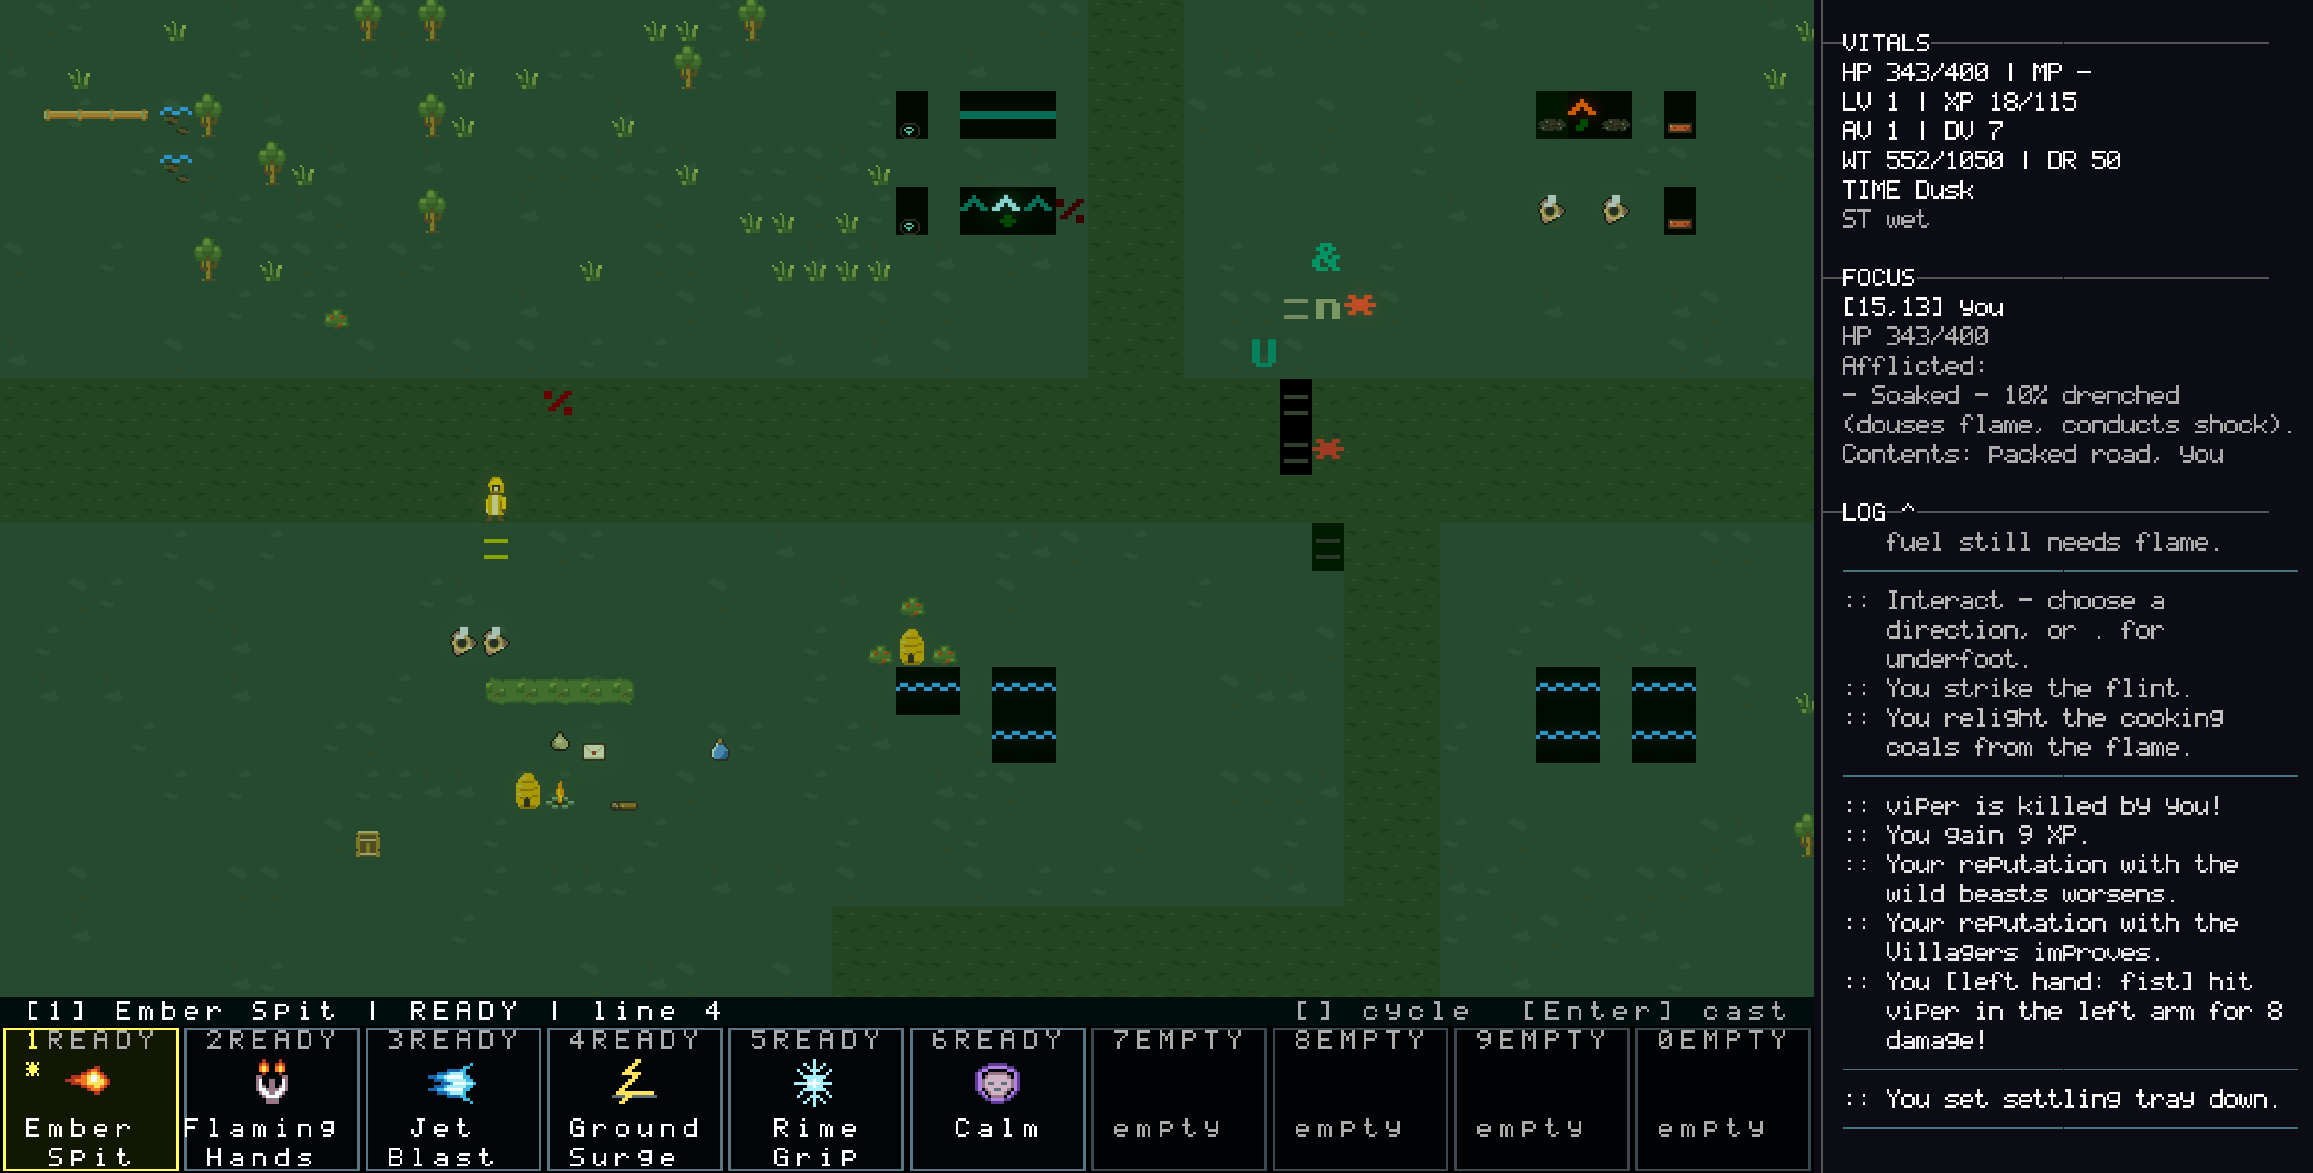 VITALS
HP 343/400 | MP -
LV 1 | XP 18/115
AV 1 | DV 7
WT 552/1050 | DR 50
TIME Dusk
ST wet
FOCUS
[15,13] You
HP 343/400
Afflicted:
- Soaked - 10% drenched
(douses flame, conducts shock).
Contents: Packed road, You
LOG ^
fuel still needs flame.
:: Interact - choose a
direction, or . for
underfoot.
:: You strike the flint.
:: You relight the cooking
coals from the flame.
:: viper is killed by you!
:: You gain 9 XP.
:: Your reputation with the
wild beasts worsens.
:: Your reputation with the
Villagers improves.
:: You [left hand: fist] hit
viper in the left arm for 8
damage!
:: You set settling tray down.
&
= n
U
%
%
=
[1] Ember Spit | READY | line 4
[] cycle [Enter] cast
1READY 2READY 3READY 4READY 5READY 6READY 7EMPTY 8EMPTY 9EMPTY 0EMPTY
Ember Flaming Jet Ground Rime Calm empty empty empty empty
Spit Hands Blast Surge Grip